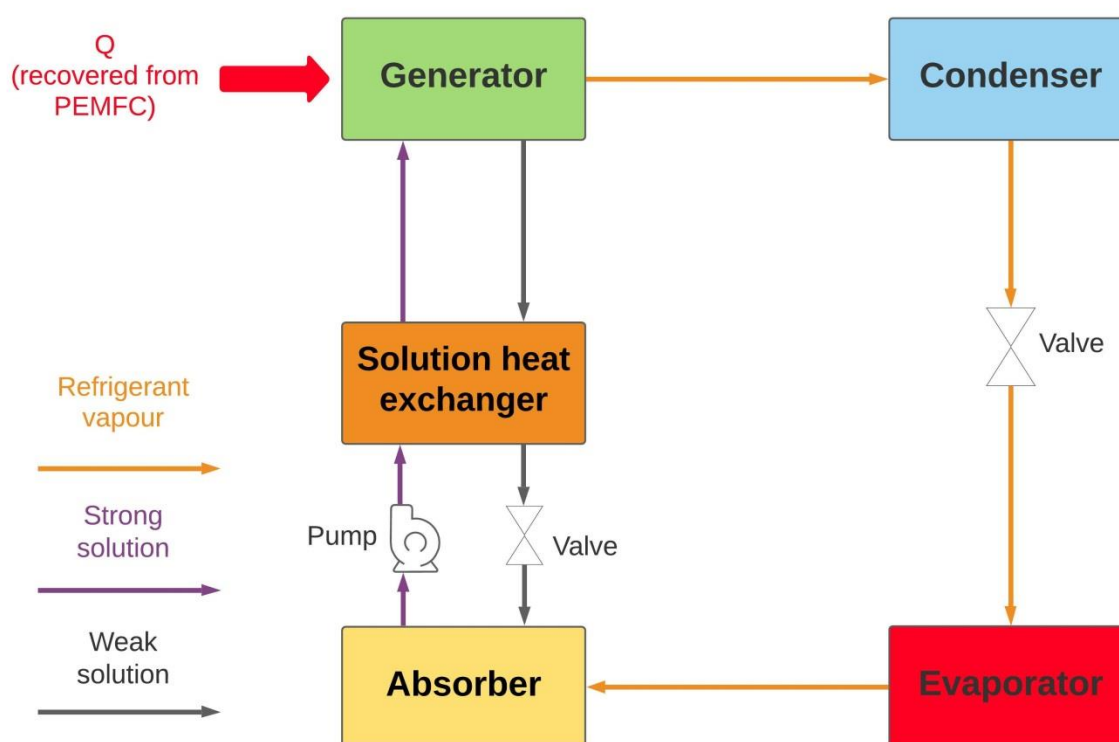 Q
(recovered from
PEMFC)
Generator
Condenser
Solution heat
exchanger
Valve
Refrigerant
vapour
Strong
solution
Pump
Valve
Weak
solution
Absorber
Evaporator